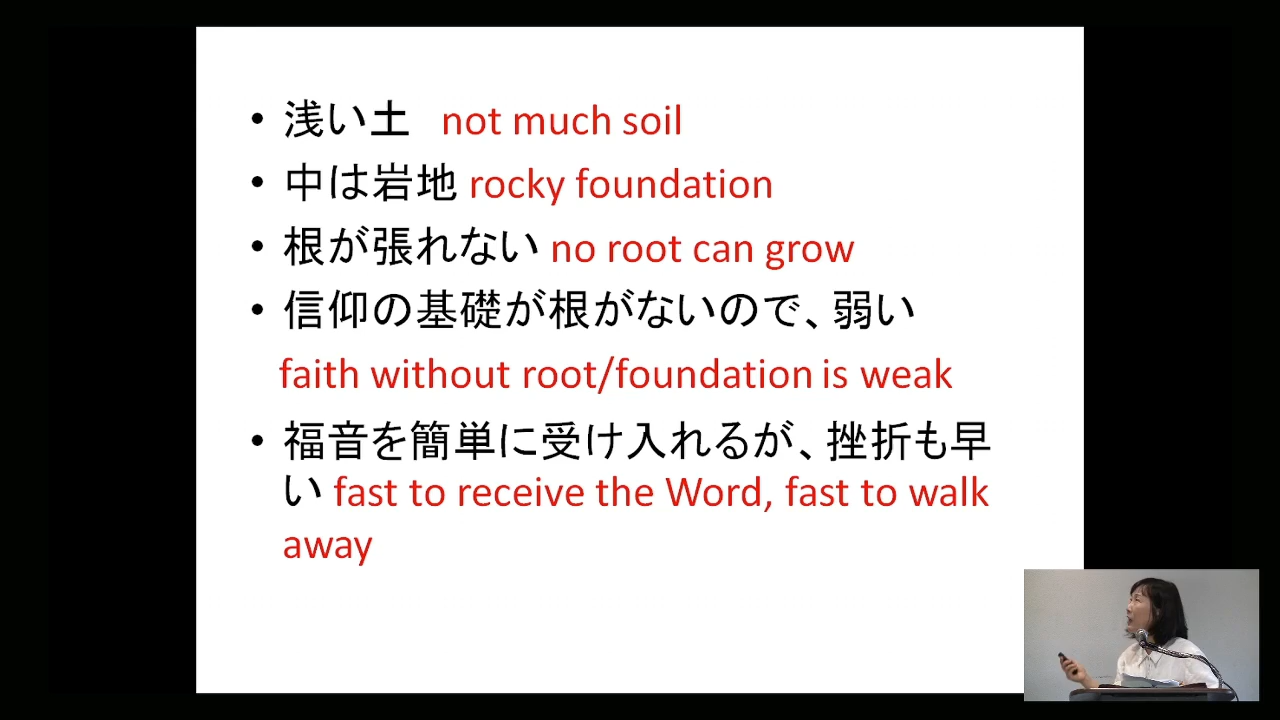 • 浅い土 not much soil
• 中は岩地 rocky foundation
• 根が張れない no root can grow
• 信仰の基礎が根がないので、弱い
faith without root/foundation is weak
• 福音を簡単に受け入れるが、挫折も早
い fast to receive the Word, fast to walk
away